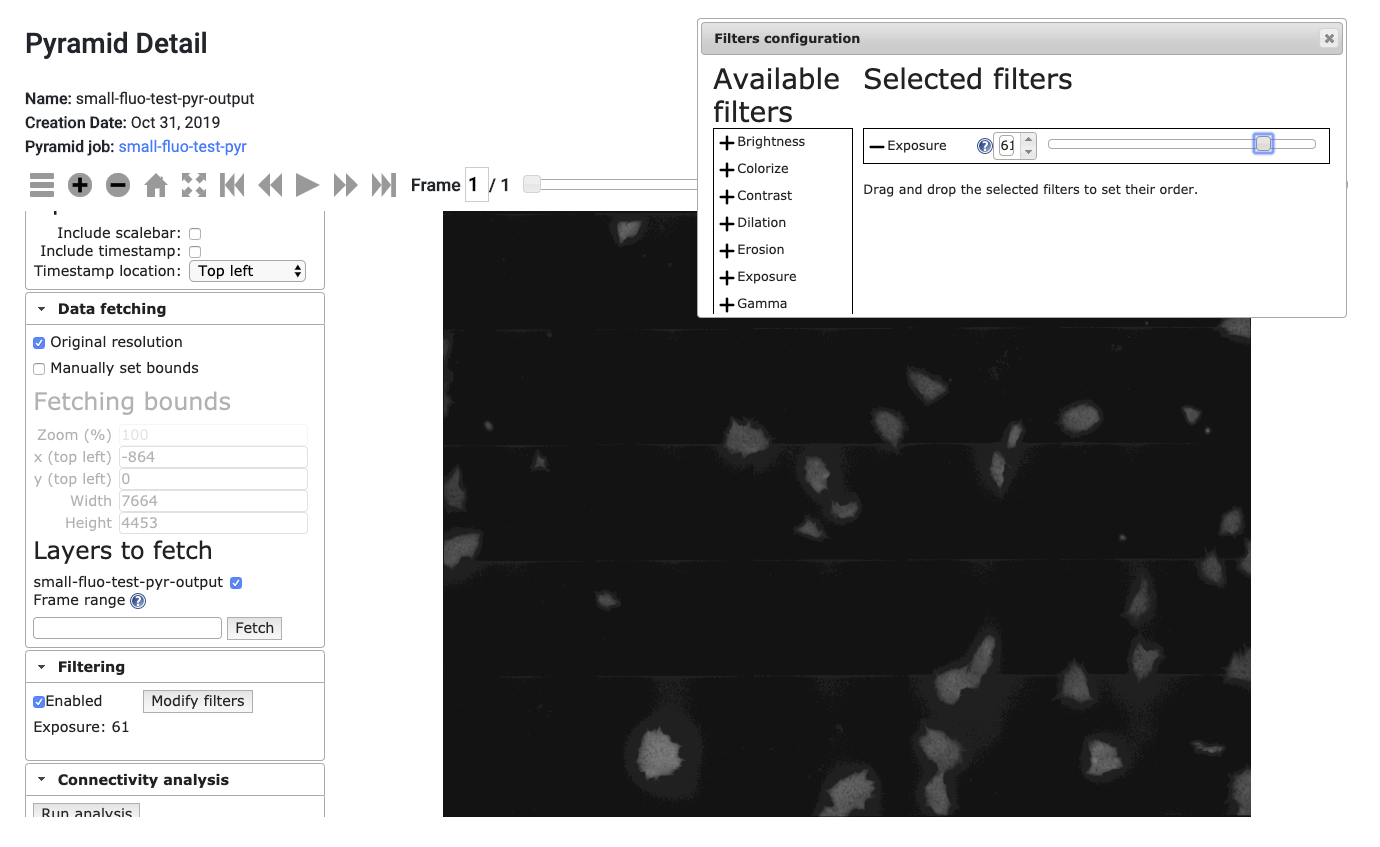 Pyramid Detail
Name: small-fluo-test-pyr-output
Creation Date: Oct 31, 2019
Pyramid job: small-fluo-test-pyr
Frame 1 / 1
Include scalebar:
Include timestamp:
Timestamp location: Top left
Data fetching
Original resolution
Manually set bounds
Fetching bounds
Zoom (%) 100
x (top left) -864
y (top left) 0
Width 7664
Height 4453
Layers to fetch
small-fluo-test-pyr-output
Frame range ?
Fetch
Filtering
Enabled Modify filters
Exposure: 61
Connectivity analysis
Run analysis
Filters configuration
Available
filters
Brightness
Colorize
Contrast
Dilation
Erosion
Exposure
Gamma
Selected filters
Exposure ? 61
Drag and drop the selected filters to set their order.